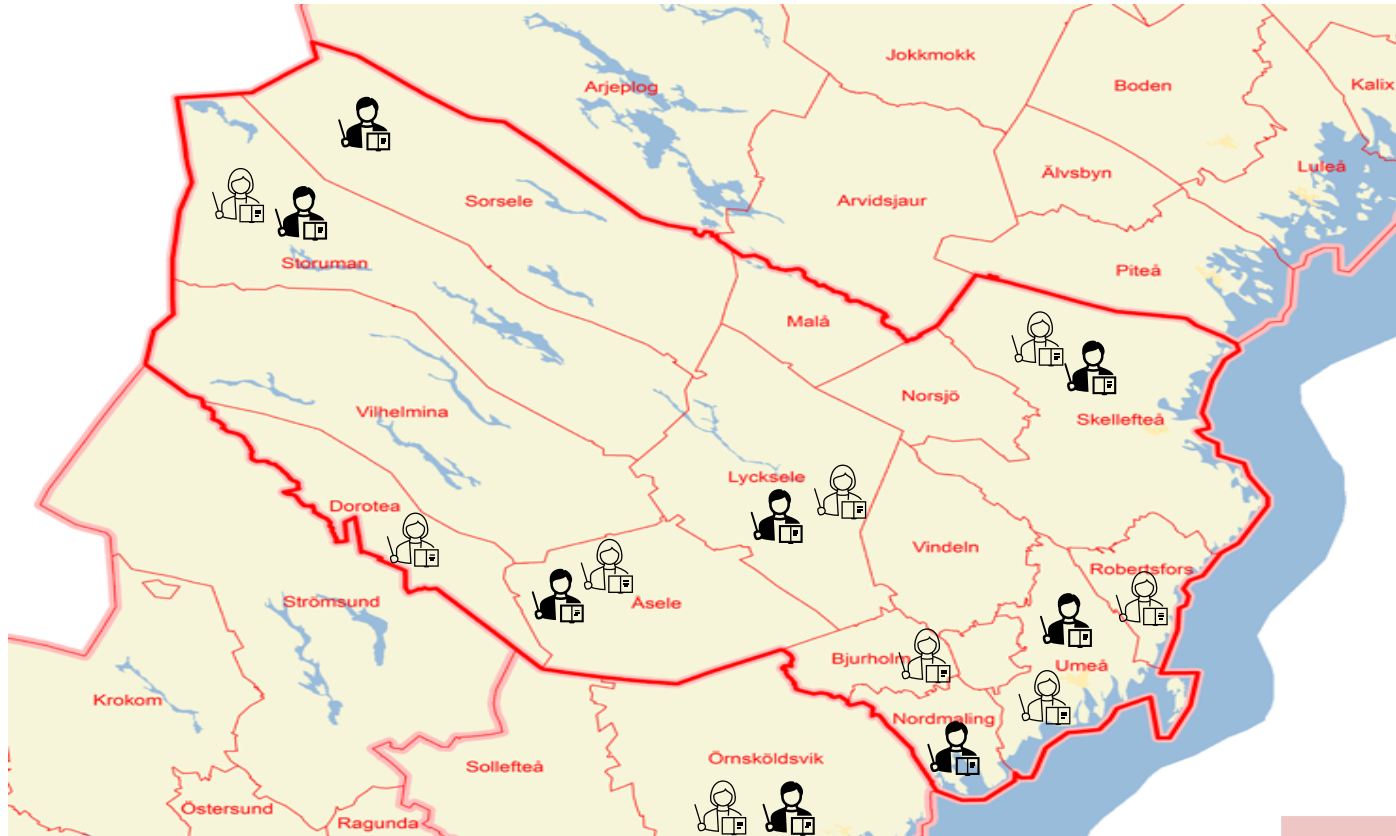 Jokkmokk
Boden
Kalix
Arjeplog
Luleå
Älvsbyn
Sorsele
Arvidsjaur
Storuman
Piteå
Malå
Norsjö
Vilhelmina
Skellefteå
Lycksele
Dorotea
Vindeln
Robertsfors
Strömsund
Åsele
Bjurholm
Umeå
Krokom
Nordmaling
Örnsköldsvik
Sollefteå
Östersund
Ragunda